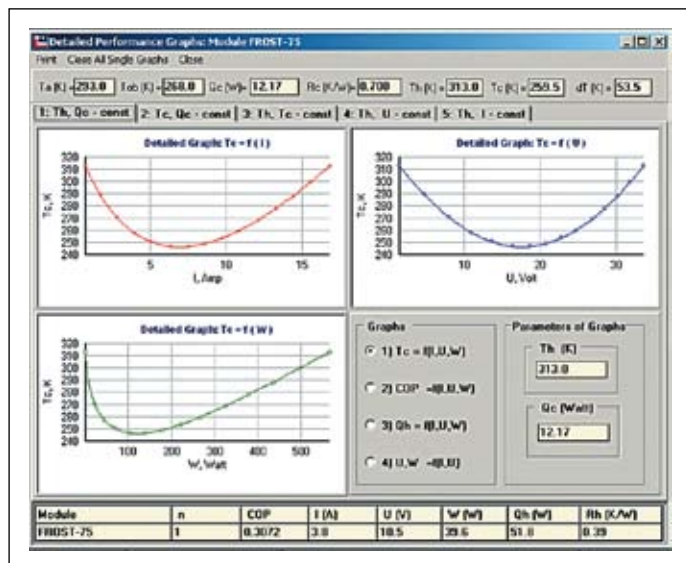 Detailed Performance Graphs: Module FROST-75
Print Close All Single Graphs Close
Ta [K] = 293.0 Tob [K] = 268.0 Qc [W] = 12.17 Rc [K/W] = 0.700 Th [K] = 313.0 Tc [K] = 259.5 dT [K] = 53.5
1: Th, Qc - const 2: Tc, Qc - const 3: Th, Tc - const 4: Th, U - const 5: Th, I - const
Detailed Graph: Tc = f ( I )
320
310
300
290
280
270
260
250
240
Tc, K
5 10 15
I, Amp
Detailed Graph: Tc = f ( U )
320
310
300
290
280
270
260
250
240
Tc, K
10 20 30
U, Volt
Detailed Graph: Tc = f ( W )
320
310
300
290
280
270
260
250
240
Tc, K
100 200 300 400 500
W, Watt
Graphs
1) Tc = f(I,U,W)
2) COP =f(I,U,W)
3) Qh = f(I,U,W)
4) U,W =f(I,U)
Parameters of Graphs
Th (K)
313.0
Qc (Watt)
12.17
Module n COP I (A) U (V) W (W) Qh (W) Rh (K/W)
FROST-75 1 0.3072 3.8 10.5 39.6 51.8 0.39